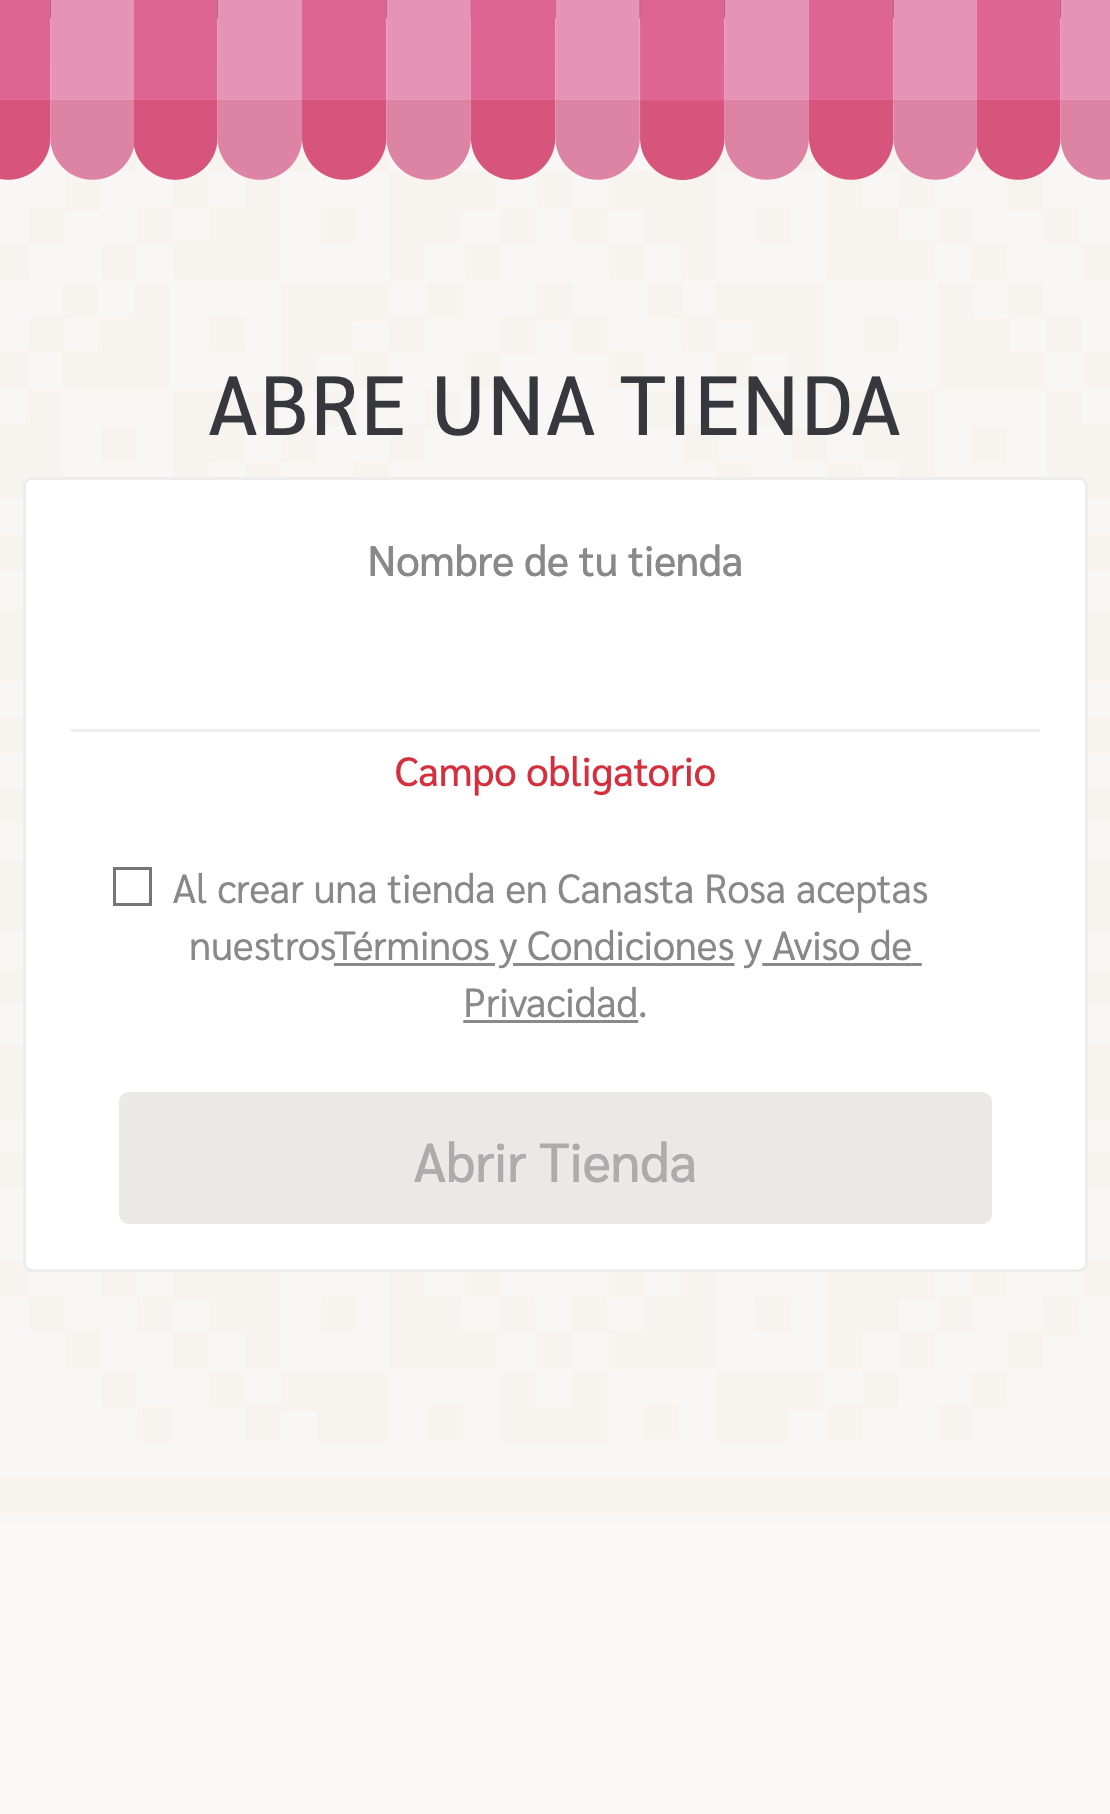 ABRE UNA TIENDA
Nombre de tu tienda
Campo obligatorio
Al crear una tienda en Canasta Rosa aceptas
nuestrosTérminos y Condiciones y Aviso de
Privacidad.
Abrir Tienda